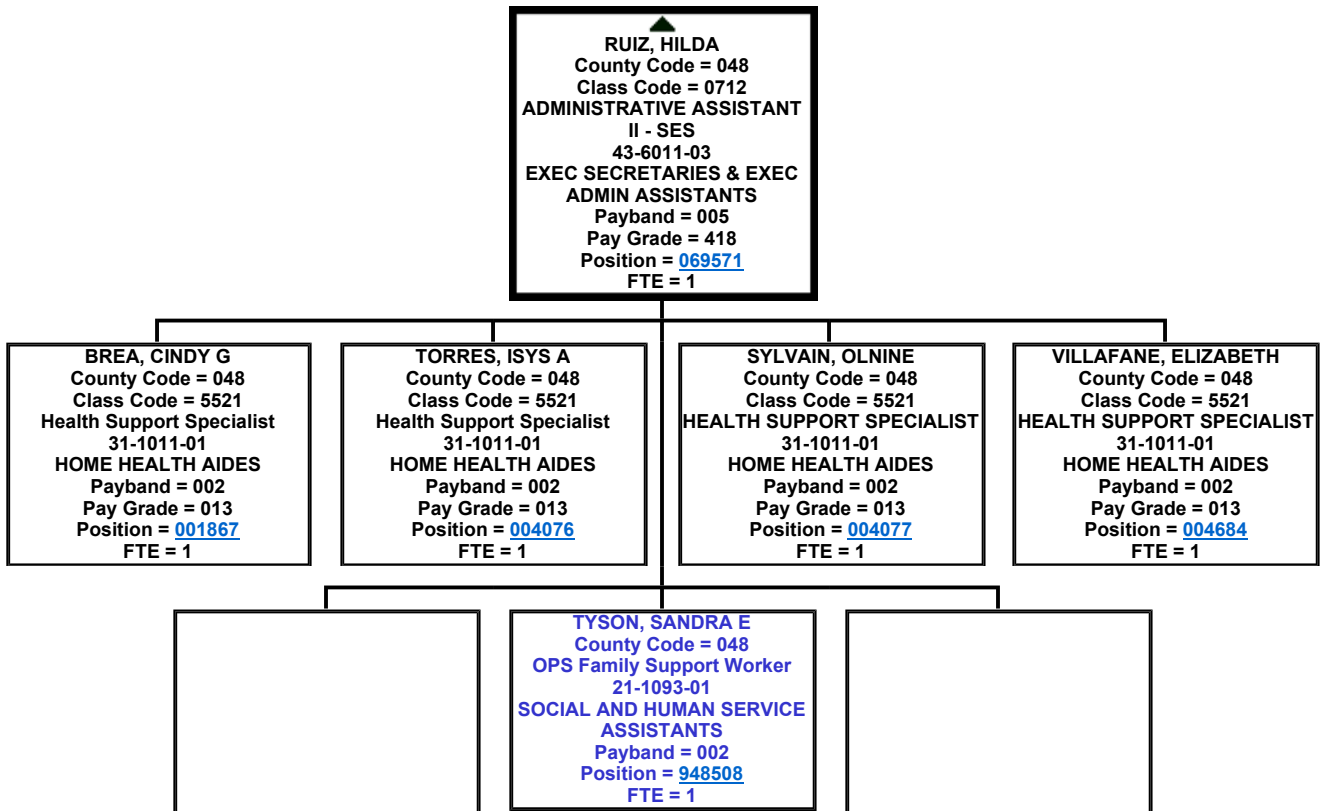 RUIZ, HILDA
County Code = 048
Class Code = 0712
ADMINISTRATIVE ASSISTANT
II - SES
43-6011-03
EXEC SECRETARIES & EXEC
ADMIN ASSISTANTS
Payband = 005
Pay Grade = 418
Position = 069571
FTE = 1
BREA, CINDY G
County Code = 048
Class Code = 5521
Health Support Specialist
31-1011-01
HOME HEALTH AIDES
Payband = 002
Pay Grade = 013
Position = 001867
FTE = 1
TORRES, ISYS A
County Code = 048
Class Code = 5521
Health Support Specialist
31-1011-01
HOME HEALTH AIDES
Payband = 002
Pay Grade = 013
Position = 004076
FTE = 1
SYLVAIN, OLNINE
County Code = 048
Class Code = 5521
HEALTH SUPPORT SPECIALIST
31-1011-01
HOME HEALTH AIDES
Payband = 002
Pay Grade = 013
Position = 004077
FTE = 1
VILLAFANE, ELIZABETH
County Code = 048
Class Code = 5521
HEALTH SUPPORT SPECIALIST
31-1011-01
HOME HEALTH AIDES
Payband = 002
Pay Grade = 013
Position = 004684
FTE = 1
TYSON, SANDRA E
County Code = 048
OPS Family Support Worker
21-1093-01
SOCIAL AND HUMAN SERVICE
ASSISTANTS
Payband = 002
Position = 948508
FTE = 1